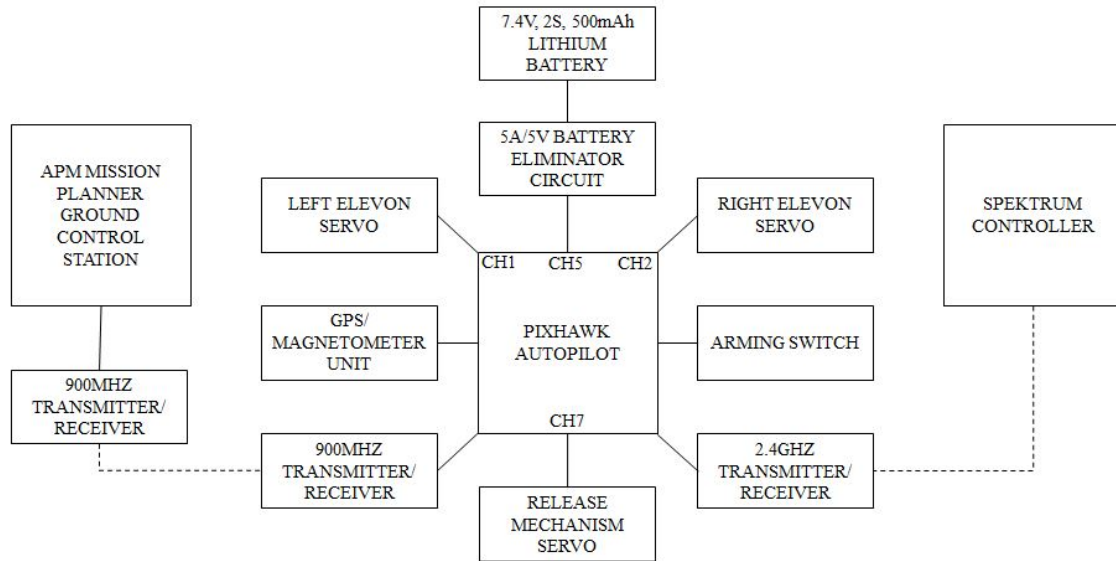 7.4V, 2S, 500mAh
LITHIUM
BATTERY
5A/5V BATTERY
ELIMINATOR
CIRCUIT
APM MISSION
PLANNER
GROUND
CONTROL
STATION
LEFT ELEVON
SERVO
RIGHT ELEVON
SERVO
SPEKTRUM
CONTROLLER
CH1
CH5
CH2
GPS/
MAGNETOMETER
UNIT
PIXHAWK
AUTOPILOT
ARMING SWITCH
CH7
900MHZ
TRANSMITTER/
RECEIVER
900MHZ
TRANSMITTER/
RECEIVER
2.4GHZ
TRANSMITTER/
RECEIVER
RELEASE
MECHANISM
SERVO